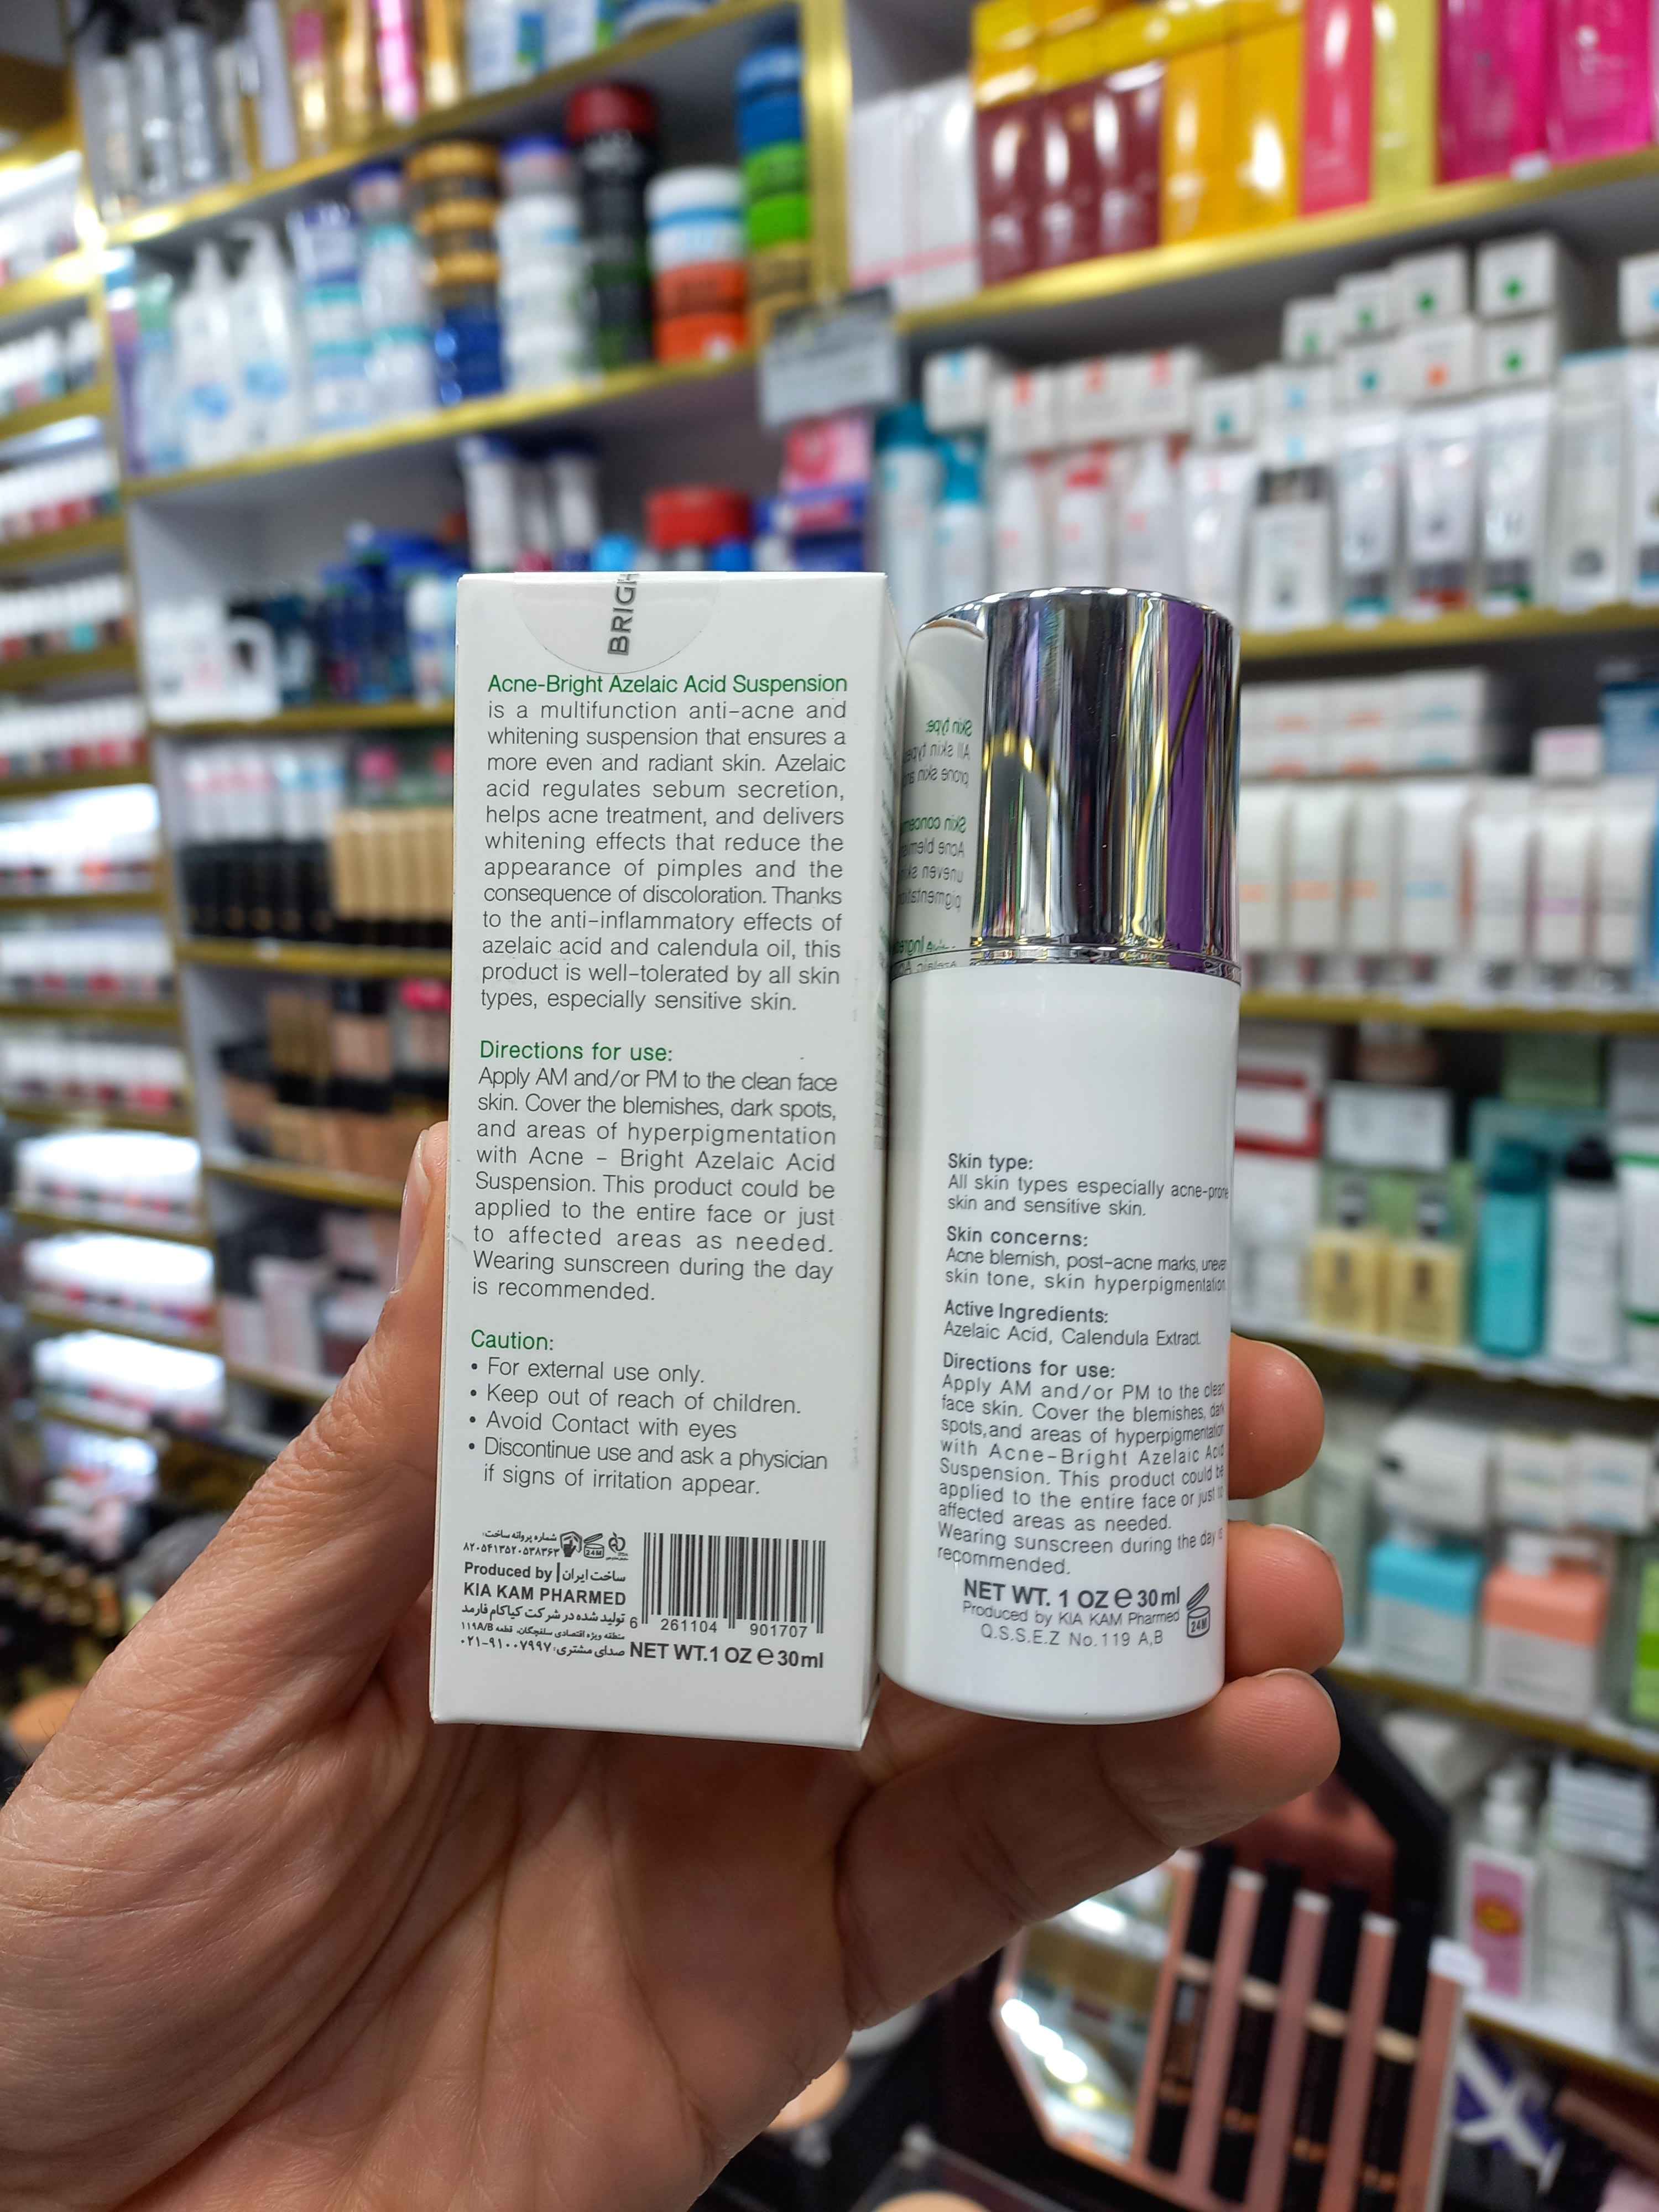 BRIGH
Acne-Bright Azelaic Acid Suspension
is a multifunction anti-acne and
whitening suspension that ensures a
more even and radiant skin. Azelaic
acid regulates sebum secretion,
helps acne treatment, and delivers
whitening effects that reduce the
appearance of pimples and the
consequence of discoloration. Thanks
to the anti-inflammatory effects of
azelaic acid and calendula oil, this
product is well-tolerated by all skin
types, especially sensitive skin.
Directions for use:
Apply AM and/or PM to the clean face
skin. Cover the blemishes, dark spots,
and areas of hyperpigmentation
with Acne - Bright Azelaic Acid
Suspension. This product could be
applied to the entire face or just
to affected areas as needed.
Wearing sunscreen during the day
is recommended.
Caution:
• For external use only.
• Keep out of reach of children.
• Avoid Contact with eyes
• Discontinue use and ask a physician
if signs of irritation appear.
شماره پروانه ساخت:
24M
Produced by | ساخت ایران
KIA KAM PHARMED
تولید شده در شرکت کیاکام فارمد
منطقه ویژه اقتصادی سلفچگان، قطعه ۱۱۹A/B
صدای مشتری: ۰۲۱-۹۱۰۰۷۹۹۷
6 261104 901707
NET WT.1 OZ e 30ml
Skin type:
All skin types especially acne-prone
skin and sensitive skin.
Skin concerns:
Acne blemish, post-acne marks, uneven
skin tone, skin hyperpigmentation
Active Ingredients:
Azelaic Acid, Calendula Extract.
Directions for use:
Apply AM and/or PM to the clean
face skin. Cover the blemishes, dark
spots,and areas of hyperpigmentation
with Acne-Bright Azelaic Acid
Suspension. This product could be
applied to the entire face or just to
affected areas as needed.
Wearing sunscreen during the day is
recommended.
NET WT. 1 OZ e 30ml
Produced by KIA KAM Pharmed
Q.S.S.E.Z No.119 A,B
24M